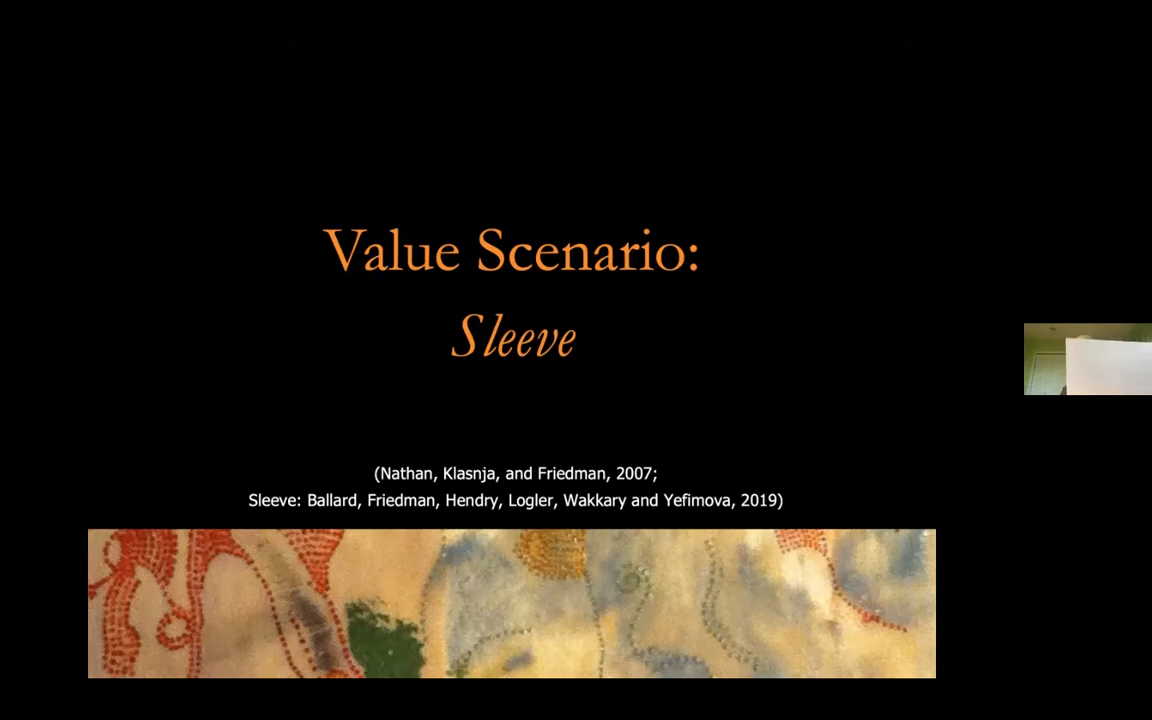 Value Scenario:
Sleeve
(Nathan, Klasnja, and Friedman, 2007;
Sleeve: Ballard, Friedman, Hendry, Logler, Wakkary and Yefimova, 2019)